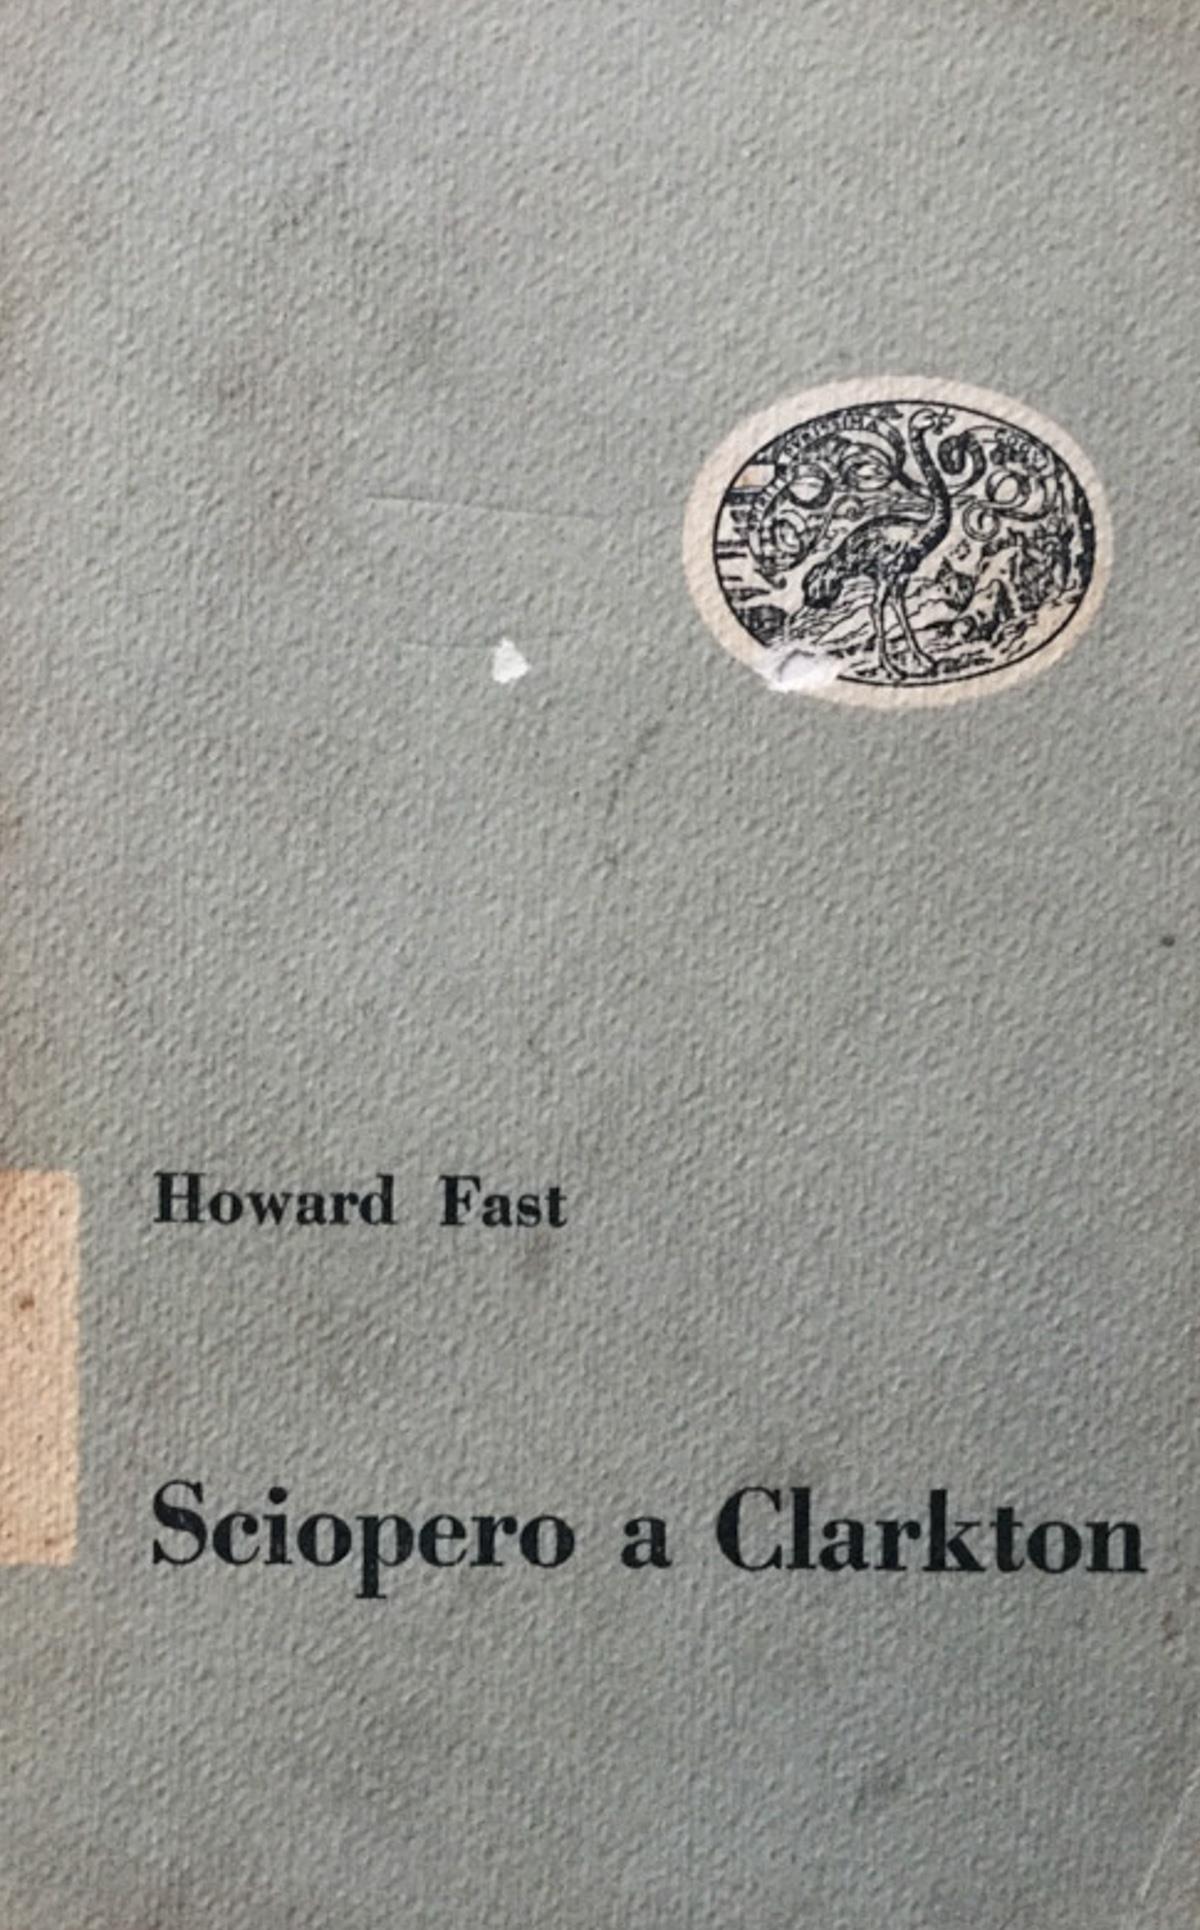 Howard Fast
Sciopero a Clarkton